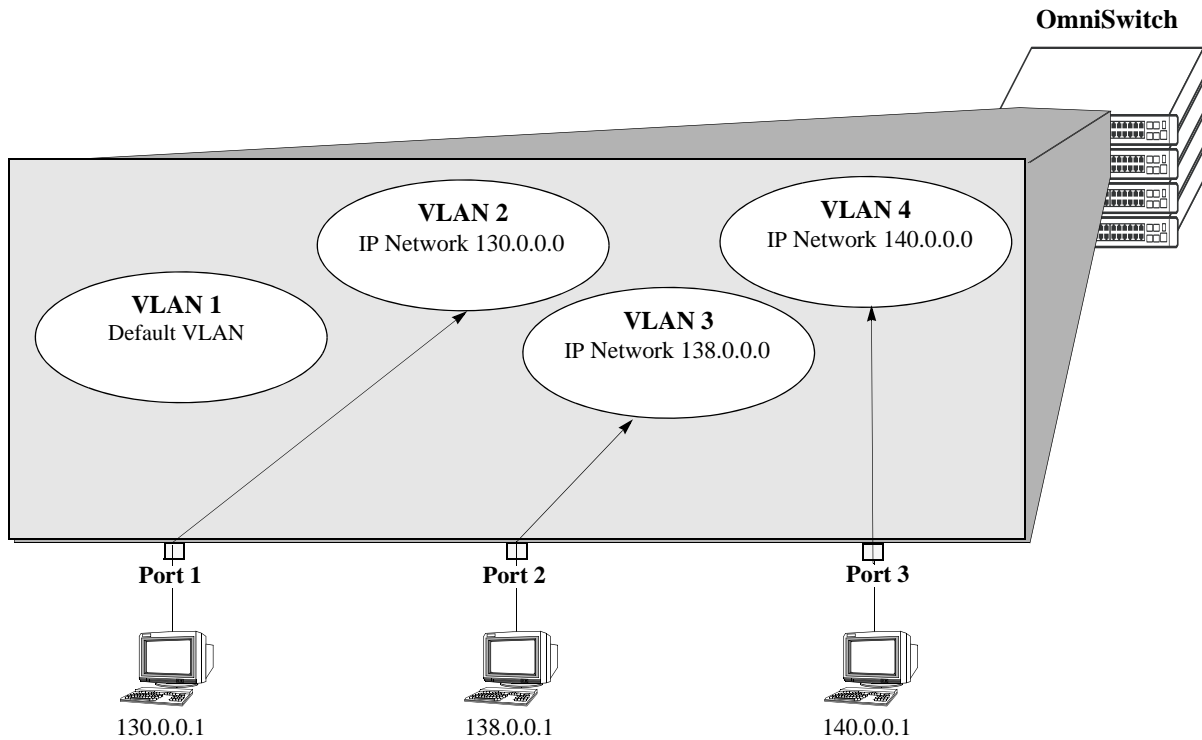 OmniSwitch
VLAN 2
IP Network 130.0.0.0
VLAN 4
IP Network 140.0.0.0
VLAN 1
Default VLAN
VLAN 3
IP Network 138.0.0.0
Port 1
Port 2
Port 3
130.0.0.1
138.0.0.1
140.0.0.1